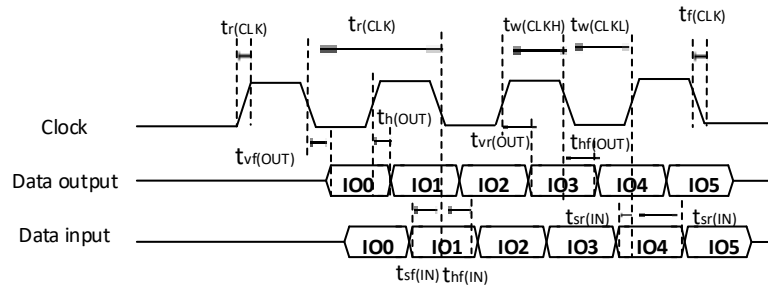 tr(CLK) tr(CLK) tw(CLKH) tw(CLKL) tf(CLK)
Clock
th(OUT) tvr(OUT) thf(OUT)
tvf(OUT)
Data output IO0 IO1 IO2 IO3 IO4 IO5
tsr(IN) tsr(IN)
Data input IO0 IO1 IO2 IO3 IO4 IO5
tsf(IN) thf(IN)